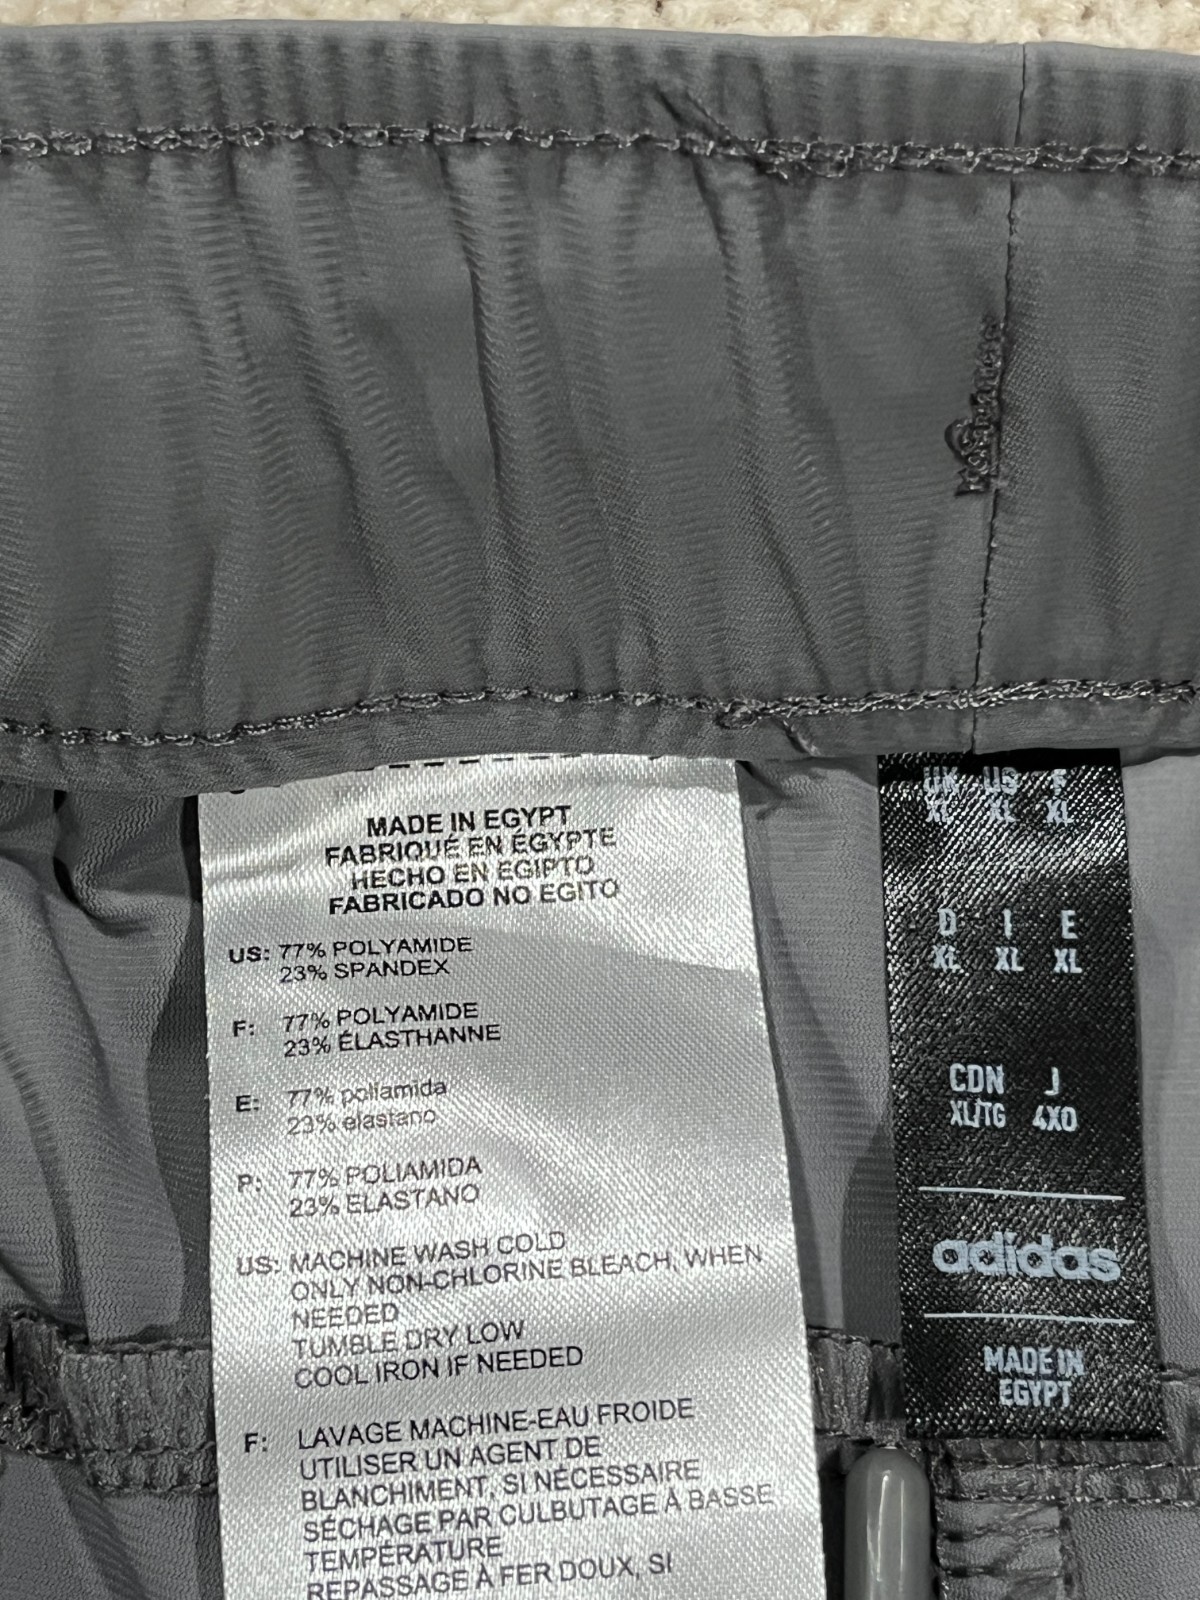 MADE IN EGYPT
FABRIQUÉ EN ÉGYPTE
HECHO EN EGIPTO
FABRICADO NO EGITO
US: 77% POLYAMIDE
23% SPANDEX
F: 77% POLYAMIDE
23% ÉLASTHANNE
E: 77% poliamida
23% elastano
P: 77% POLIAMIDA
23% ELASTANO
US: MACHINE WASH COLD
ONLY NON-CHLORINE BLEACH, WHEN
NEEDED
TUMBLE DRY LOW
COOL IRON IF NEEDED
F: LAVAGE MACHINE-EAU FROIDE
UTILISER UN AGENT DE
BLANCHIMENT, SI NÉCESSAIRE
SÉCHAGE PAR CULBUTAGE À BASSE
TEMPÉRATURE
REPASSAGE À FER DOUX, SI
UK US F
XL XL XL
D I E
XL XL XL
CDN J
XL/TG 4XO
adidas
MADE IN
EGYPT